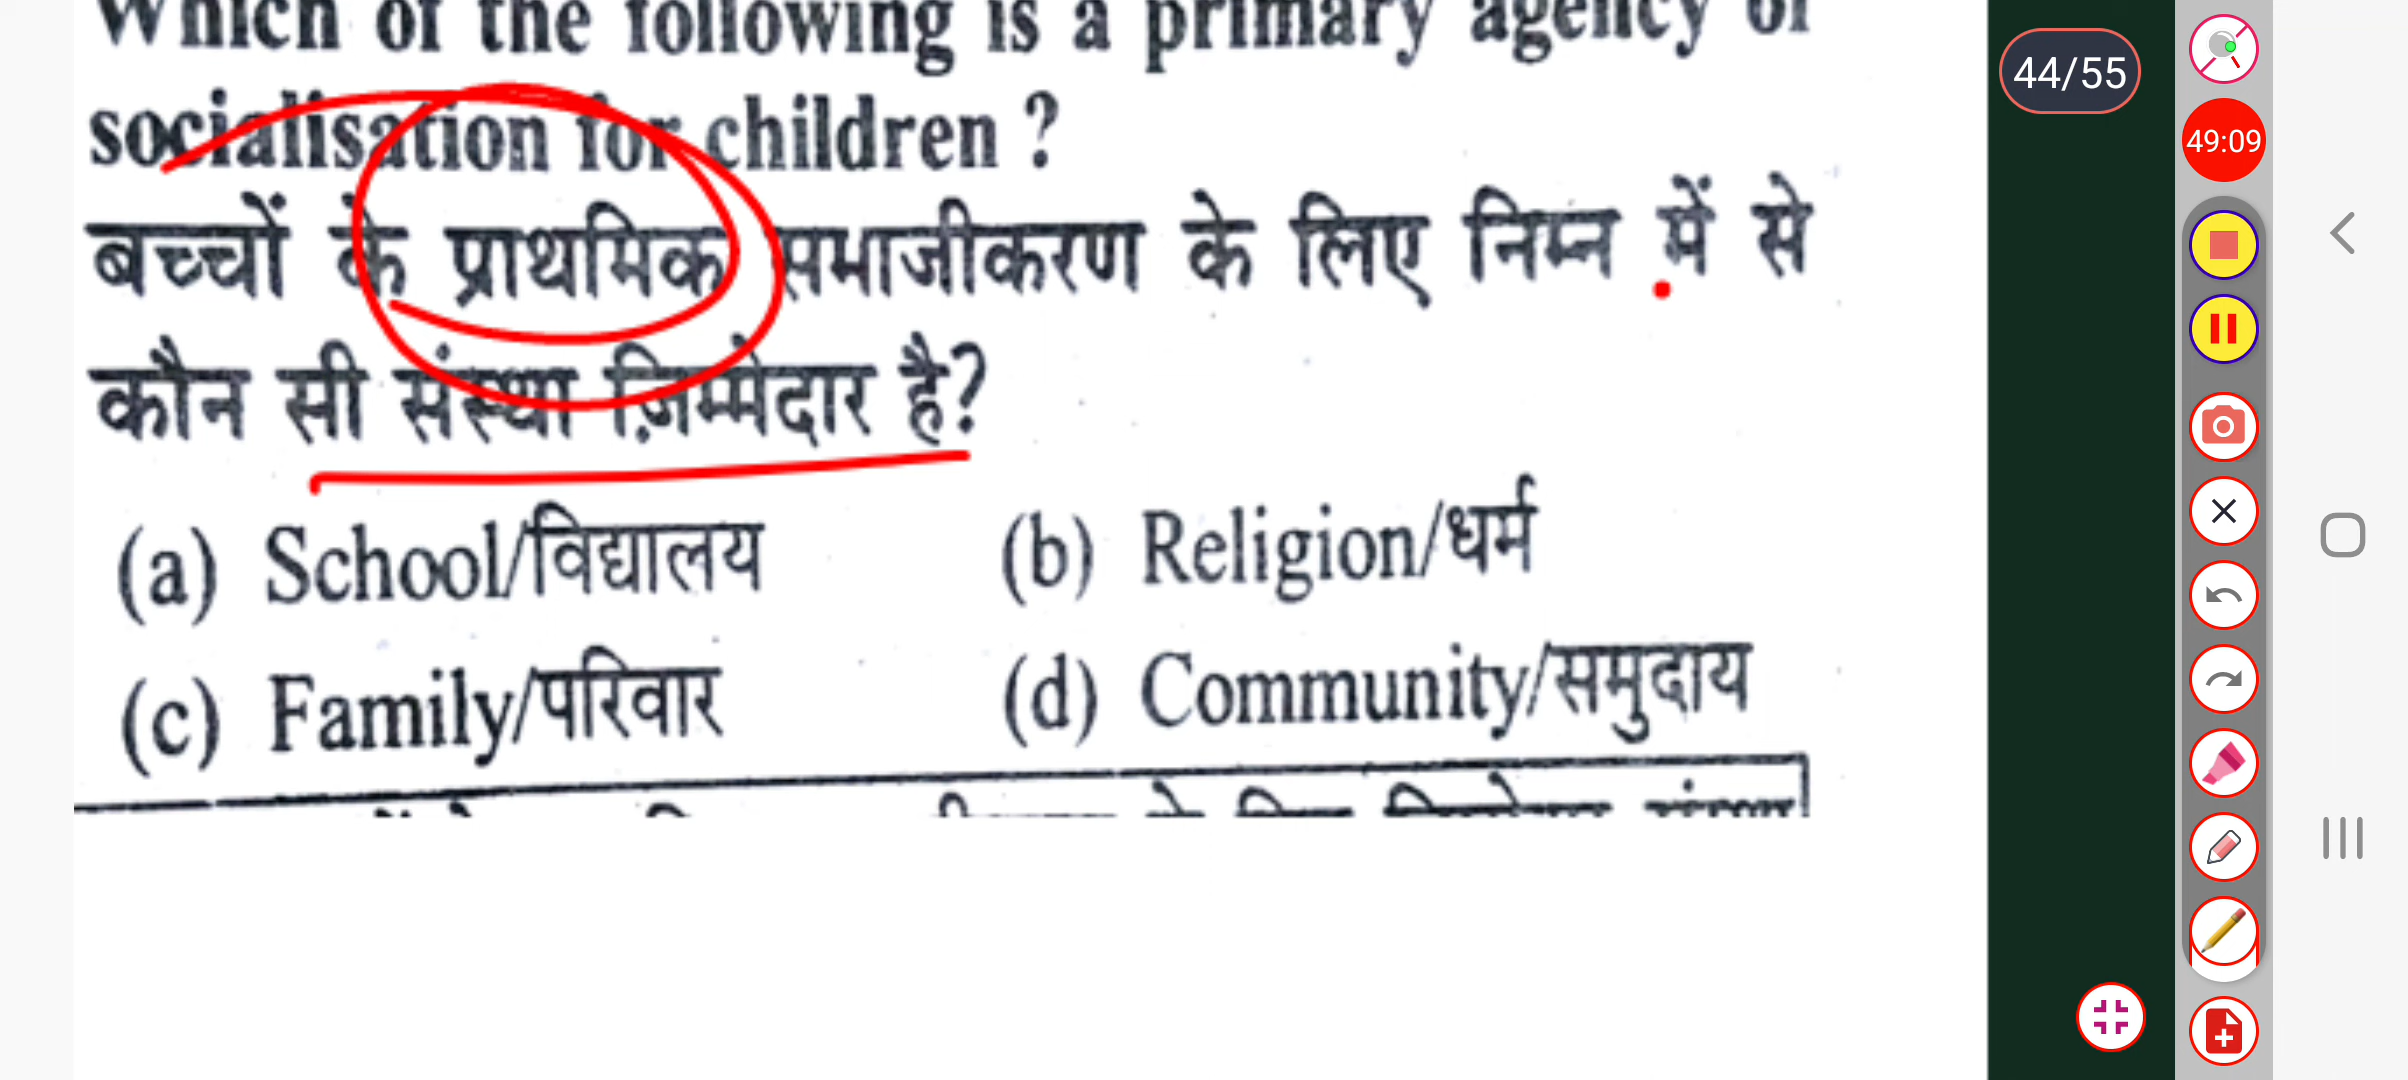 Which of the following is a primary agency of
socialisation for children ?
बच्चों के प्राथमिक समाजीकरण के लिए निम्न में से
कौन सी संस्था ज़िम्मेदार है?
(a) School/विद्यालय (b) Religion/धर्म
(c) Family/परिवार (d) Community/समुदाय
44/55
49:09